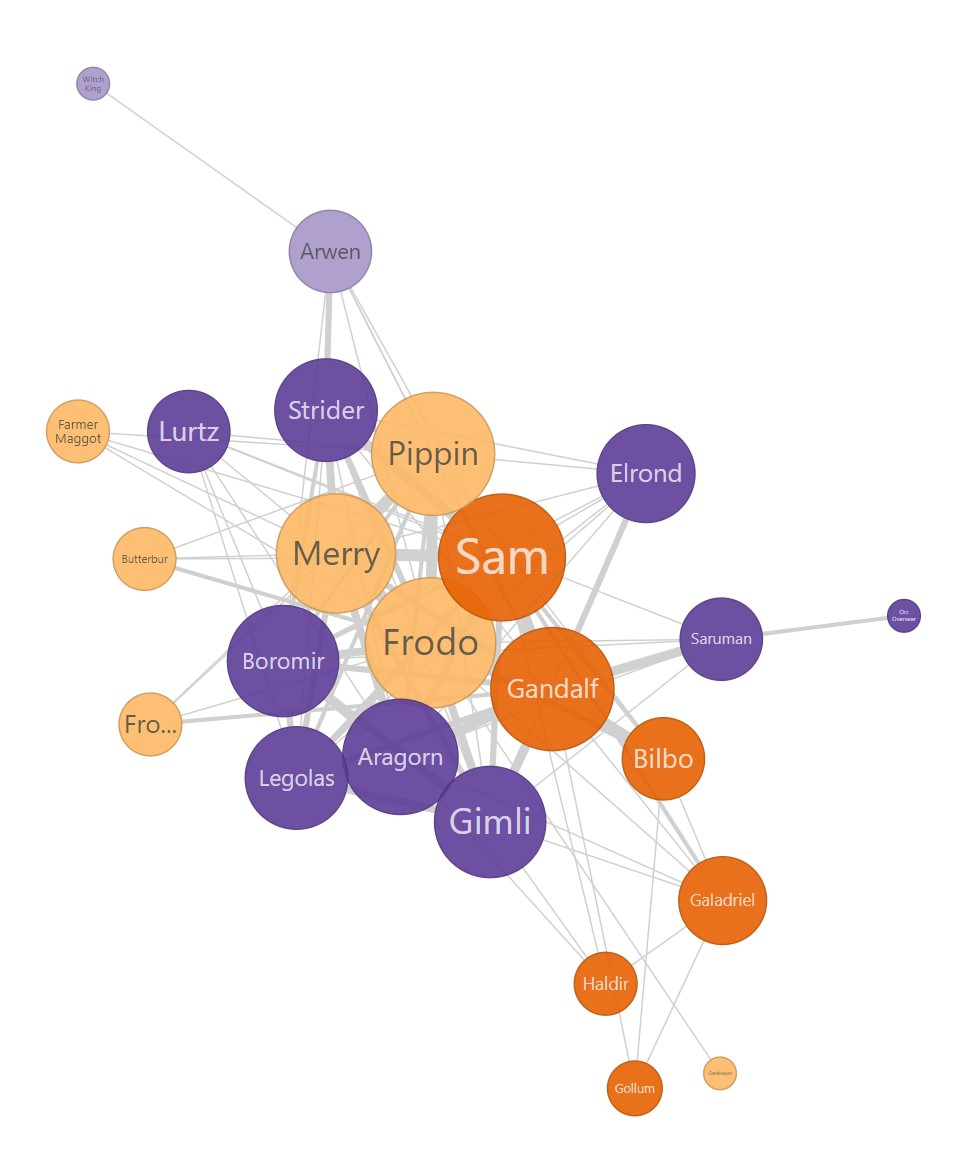 Witch
King
Arwen
Strider
Lurtz
Farmer
Maggot
Pippin
Elrond
Merry
Sam
Butterbur
Orc
Overseer
Saruman
Frodo
Boromir
Gandalf
Fro...
Bilbo
Aragorn
Legolas
Gimli
Galadriel
Haldir
Gatekeeper
Gollum